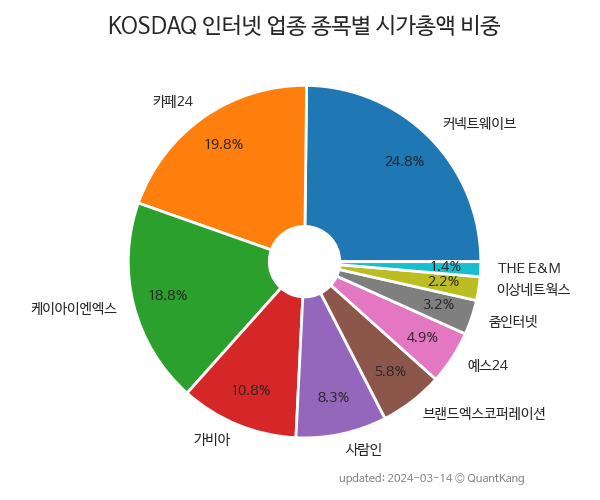 KOSDAQ 인터넷 업종 종목별 시가총액 비중
커넥트웨이브
24.8%
카페24
19.8%
케이아이엔엑스
18.8%
가비아
10.8%
사람인
8.3%
브랜드엑스코퍼레이션
5.8%
예스24
4.9%
줌인터넷
3.2%
이상네트웍스
2.2%
THE E&M
1.4%
updated: 2024-03-14 © QuantKang